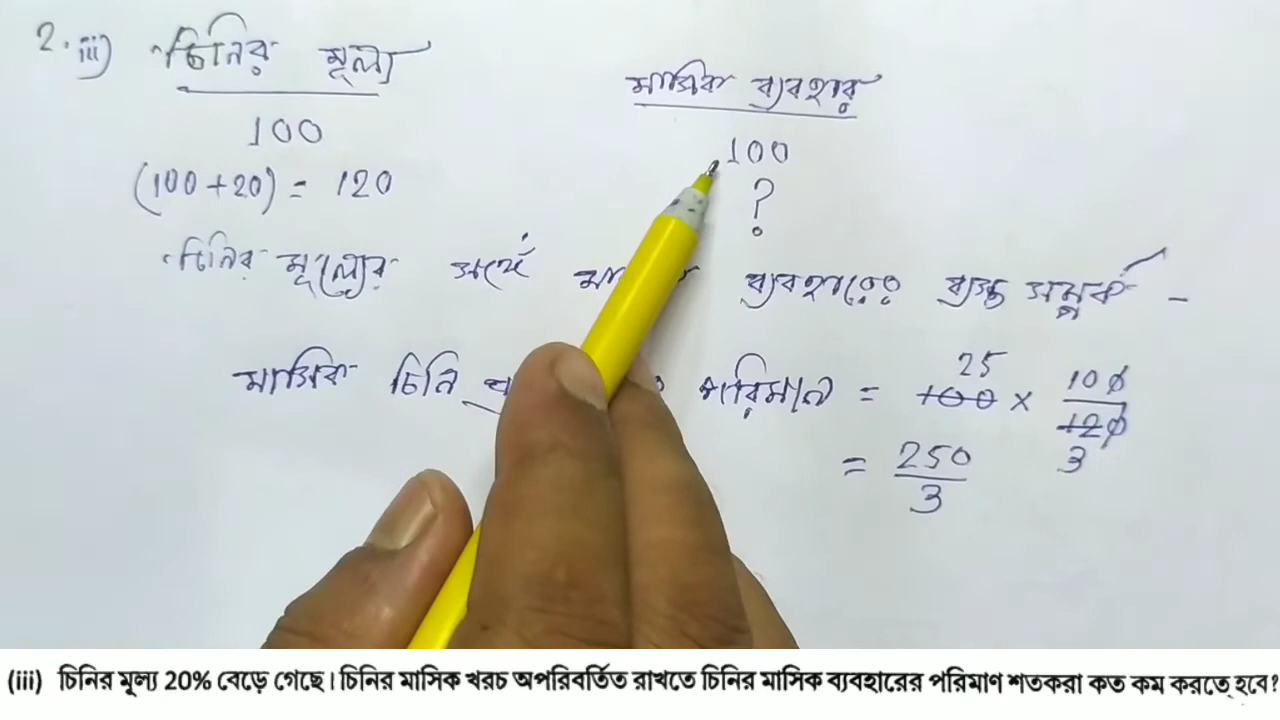 2. iii) চিনির মূল্য
মাসিক ব্যবহার
100
100
(100+20) = 120
?
চিনির মূল্যের সঙ্গে ব্যবহারের ব্যস্ত সম্পর্ক -
মাসিক চিনি পরিমাণ = 100 × 100/120
25
3
= 250/3
(iii) চিনির মূল্য 20% বেড়ে গেছে। চিনির মাসিক খরচ অপরিবর্তিত রাখতে চিনির মাসিক ব্যবহারের পরিমাণ শতকরা কত কম করতে হবে?